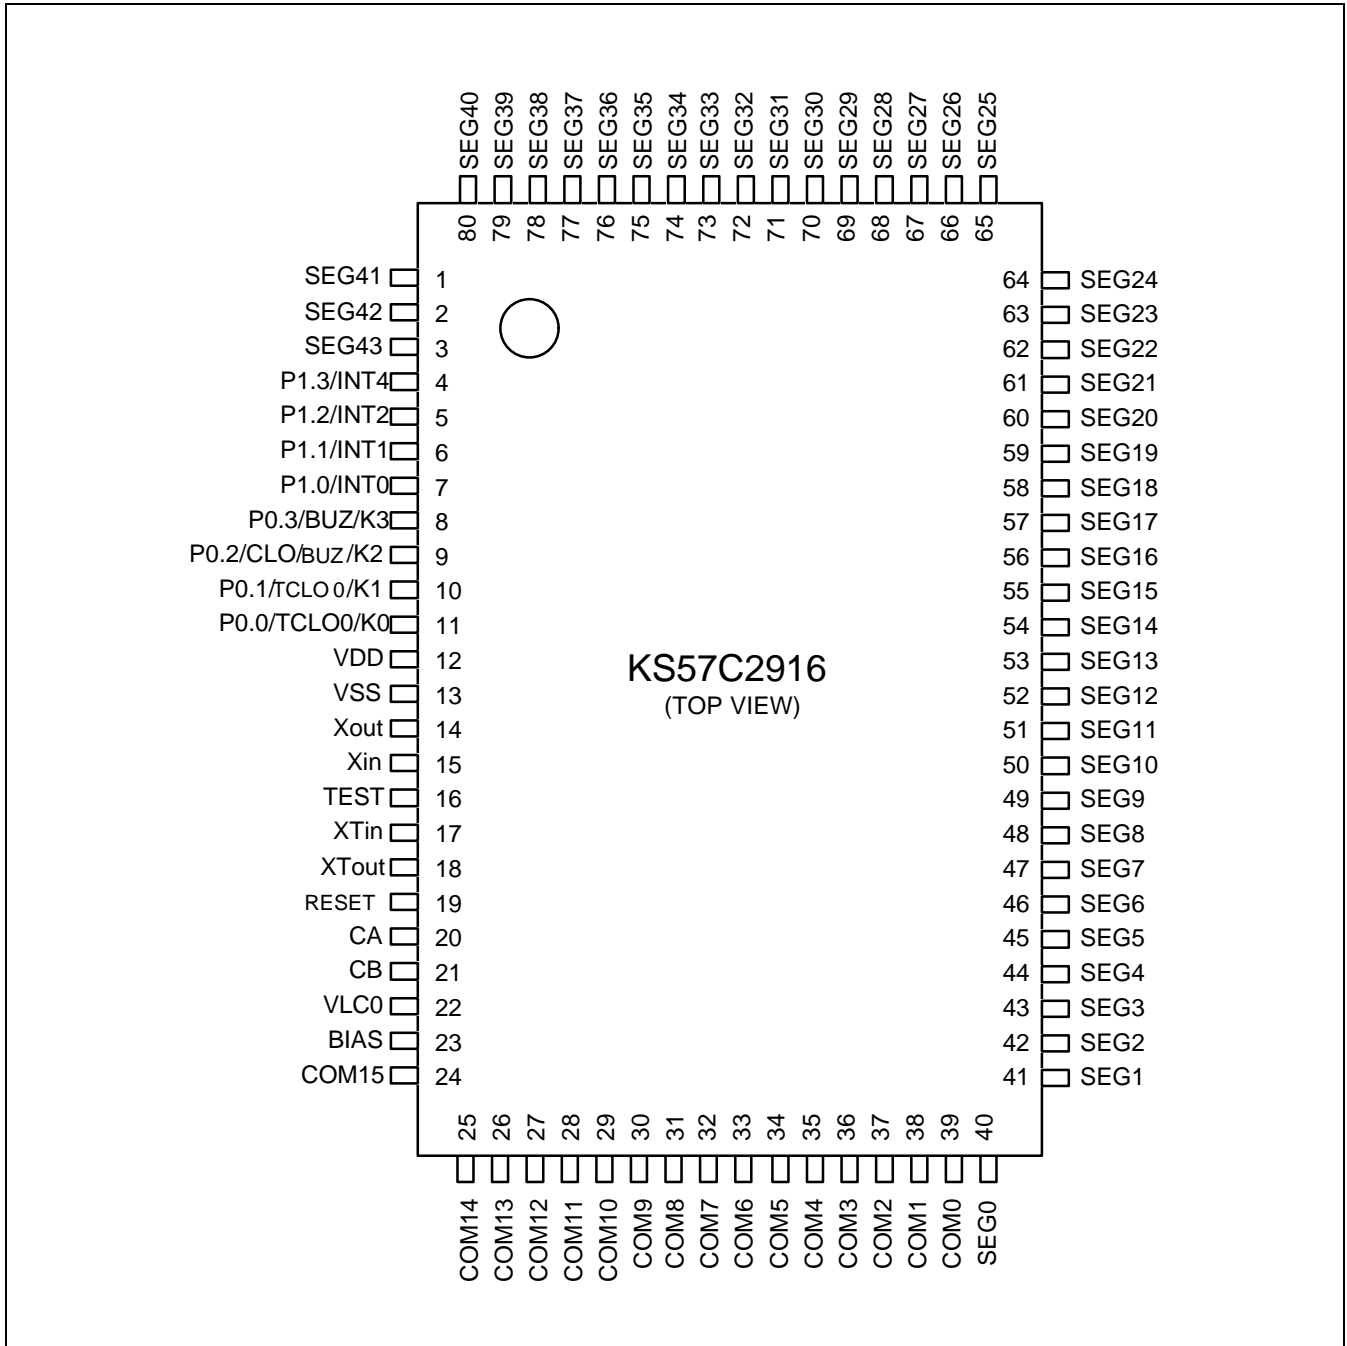 SEG40 SEG39 SEG38 SEG37 SEG36 SEG35 SEG34 SEG33 SEG32 SEG31 SEG30 SEG29 SEG28 SEG27 SEG26 SEG25
80 79 78 77 76 75 74 73 72 71 70 69 68 67 66 65
SEG41 1 64 SEG24
SEG42 2 63 SEG23
SEG43 3 62 SEG22
P1.3/INT4 4 61 SEG21
P1.2/INT2 5 60 SEG20
P1.1/INT1 6 59 SEG19
P1.0/INT0 7 58 SEG18
P0.3/BUZ/K3 8 57 SEG17
P0.2/CLO/BUZ/K2 9 56 SEG16
P0.1/TCLO 0/K1 10 55 SEG15
P0.0/TCLO0/K0 11 54 SEG14
VDD 12 53 SEG13
KS57C2916
VSS 13 52 SEG12
(TOP VIEW)
Xout 14 51 SEG11
Xin 15 50 SEG10
TEST 16 49 SEG9
XTin 17 48 SEG8
XTout 18 47 SEG7
RESET 19 46 SEG6
CA 20 45 SEG5
CB 21 44 SEG4
VLC0 22 43 SEG3
BIAS 23 42 SEG2
COM15 24 41 SEG1
25 26 27 28 29 30 31 32 33 34 35 36 37 38 39 40
COM14 COM13 COM12 COM11 COM10 COM9 COM8 COM7 COM6 COM5 COM4 COM3 COM2 COM1 COM0 SEG0